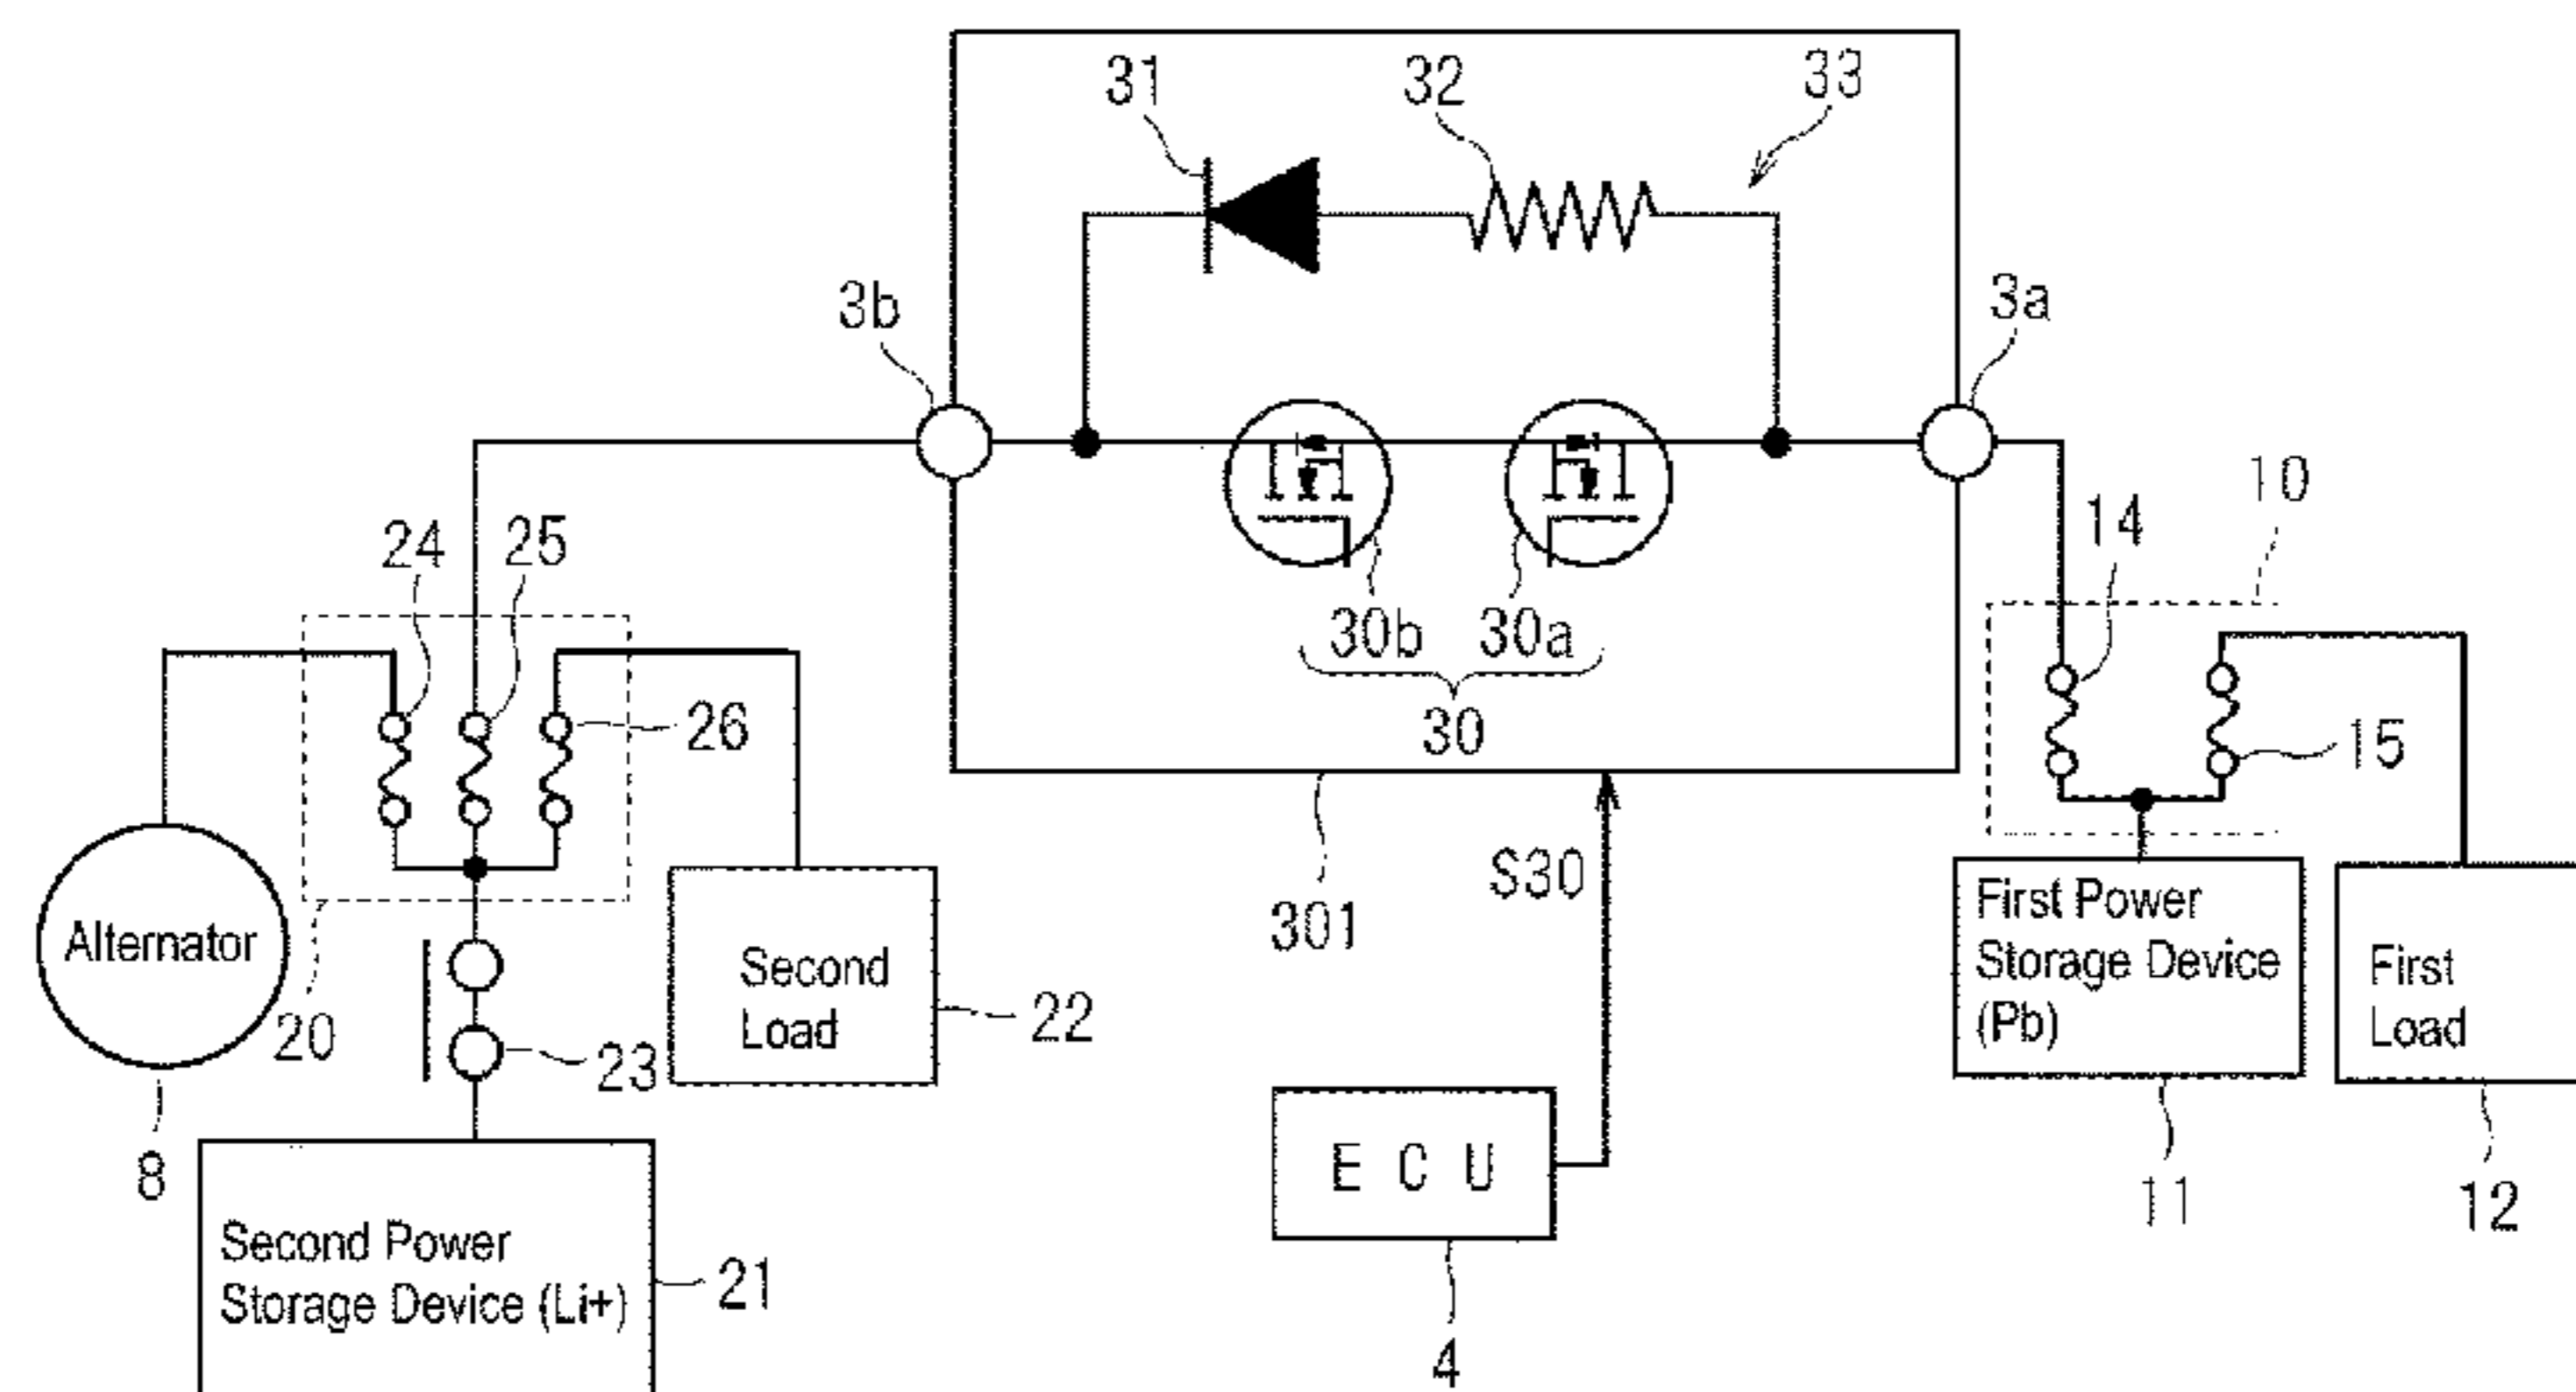 31
32
33
3b
3a
10
14
24
25
30b
30a
26
30
15
S30
301
Alternator
Second
Load
First Power
Storage Device
(Pb)
First
Load
20
23
22
8
E C U
11
12
Second Power
Storage Device (Li+)
21
4